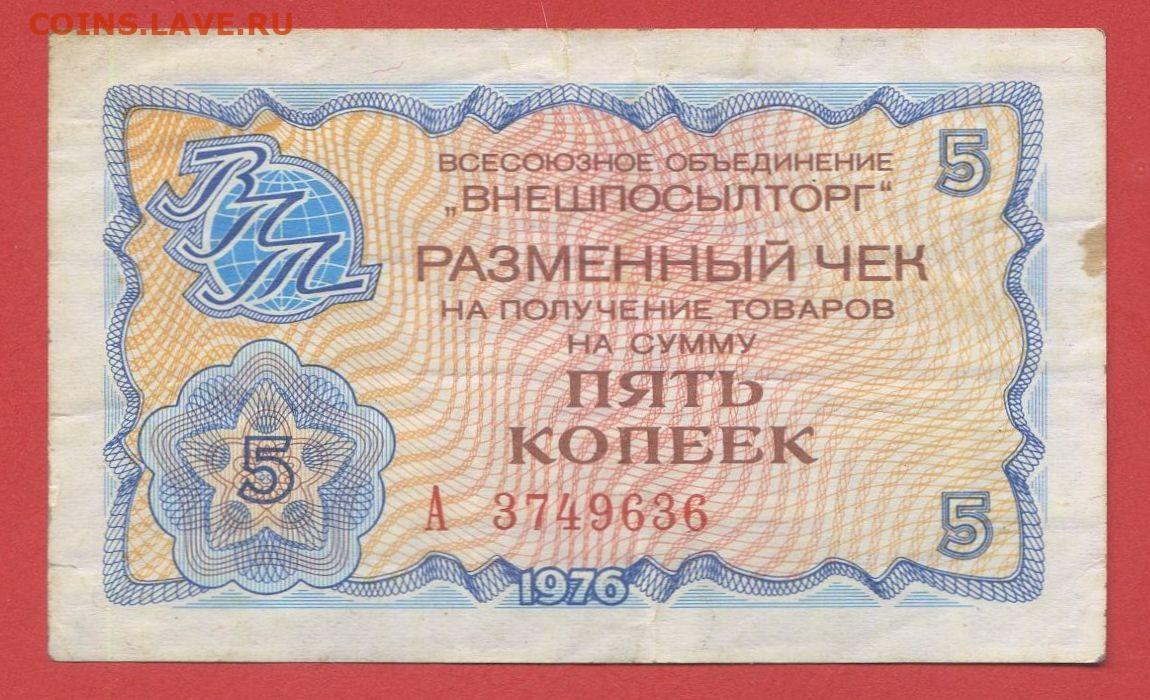 COINS.LAVE.RU
ВПТ
ВСЕСОЮЗНОЕ ОБЪЕДИНЕНИЕ
„ВНЕШПОСЫЛТОРГ“
5
РАЗМЕННЫЙ ЧЕК
НА ПОЛУЧЕНИЕ ТОВАРОВ
НА СУММУ
ПЯТЬ
КОПЕЕК
5
А 3749636
5
1976